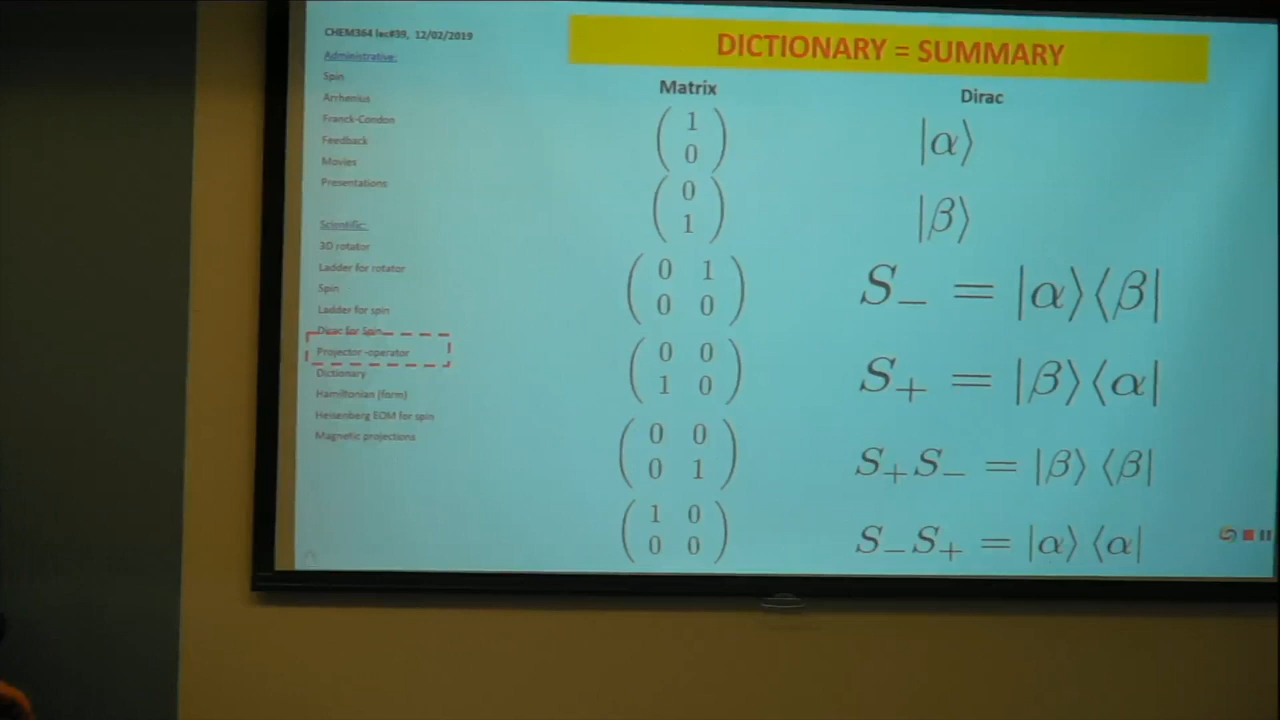 CHEM364 lec#39, 12/02/2019
Administrative:
Spin
Arrhenius
Franck-Condon
Feedback
Movies
Presentations
Scientific:
3D rotator
Ladder for rotator
Spin
Ladder for spin
Dirac for Spin
Projector -operator
Dictionary
Hamiltonian (form)
Heisenberg EOM for spin
Magnetic projections
DICTIONARY = SUMMARY
Matrix Dirac
( 1
0 ) |α⟩
( 0
1 ) |β⟩
( 0 1
0 0 ) S₋ = |α⟩⟨β|
( 0 0
1 0 ) S₊ = |β⟩⟨α|
( 0 0
0 1 ) S₊S₋ = |β⟩ ⟨β|
( 1 0
0 0 ) S₋S₊ = |α⟩ ⟨α|